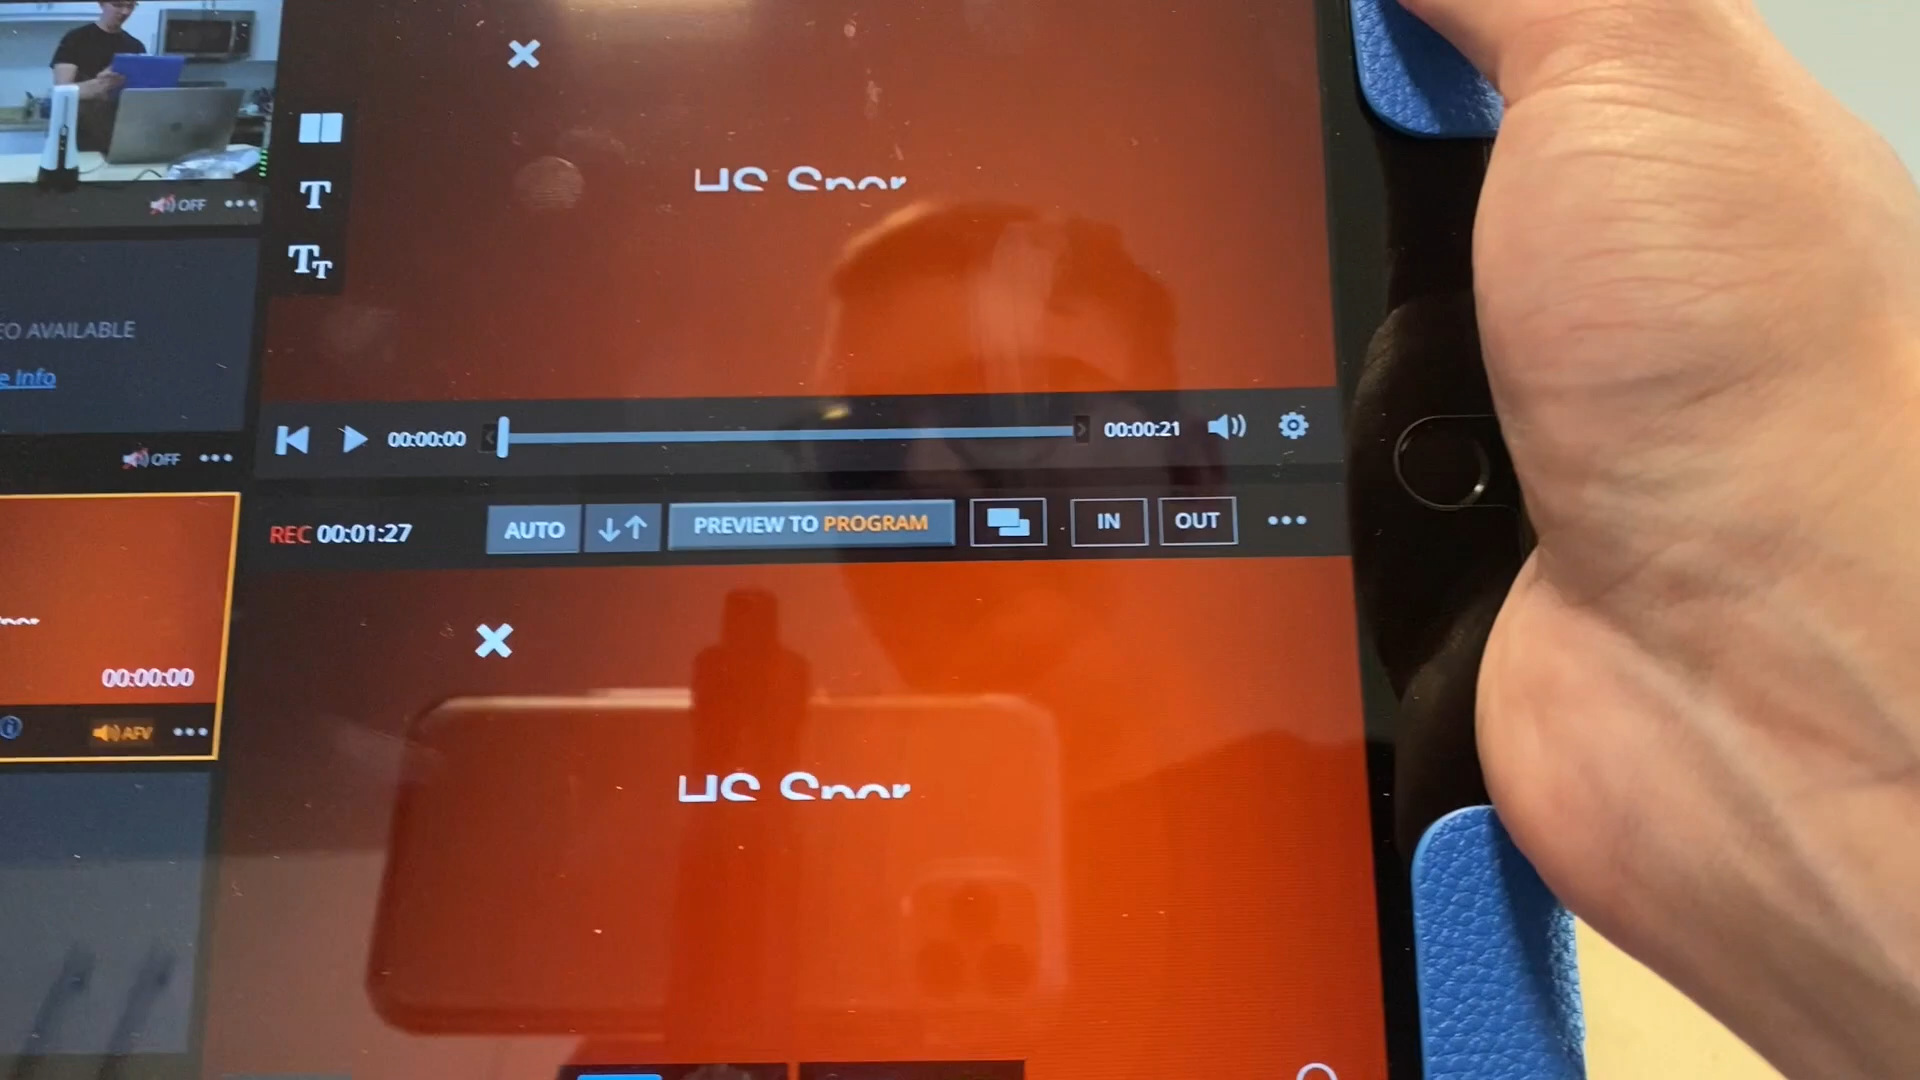 OFF
T
TT
EO AVAILABLE
e Info
OFF
00:00:00
00:00:21
REC 00:01:27
AUTO
PREVIEW TO PROGRAM
IN
OUT
00:00:00
AFV